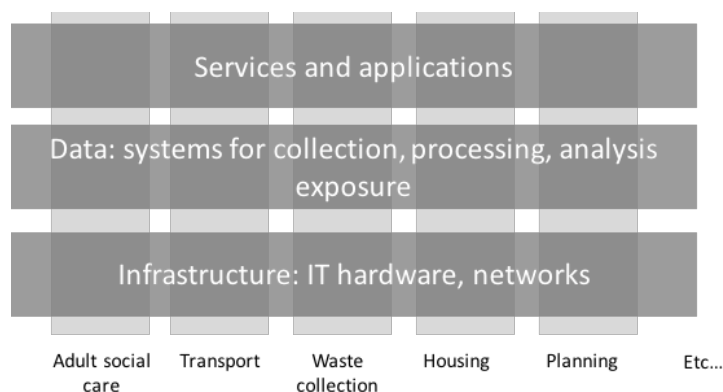 Services and applications
Data: systems for collection, processing, analysis
exposure
Infrastructure: IT hardware, networks
Adult social care
Transport
Waste collection
Housing
Planning
Etc...